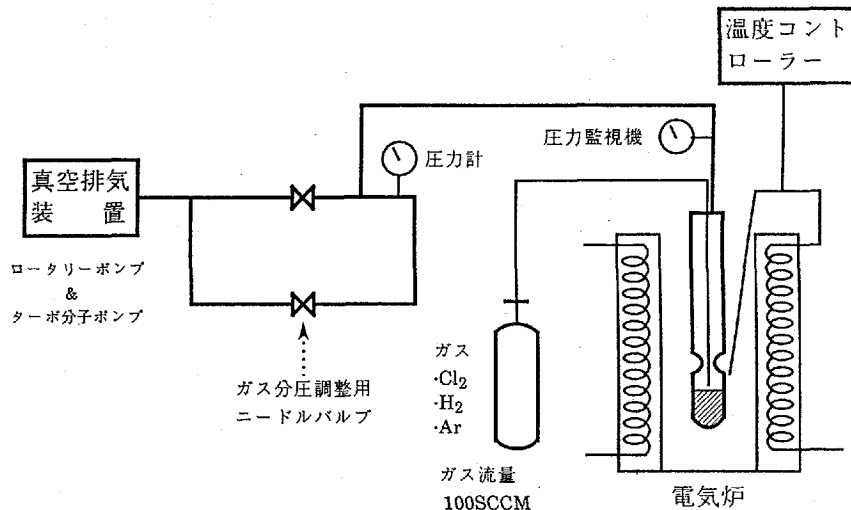 温度コント
ローラー
圧力監視機
圧力計
真空排気
装　置
ロータリーポンプ
&
ターボ分子ポンプ
ガス分圧調整用
ニードルバルブ
ガス
·Cl2
·H2
·Ar
ガス流量
100SCCM
電気炉